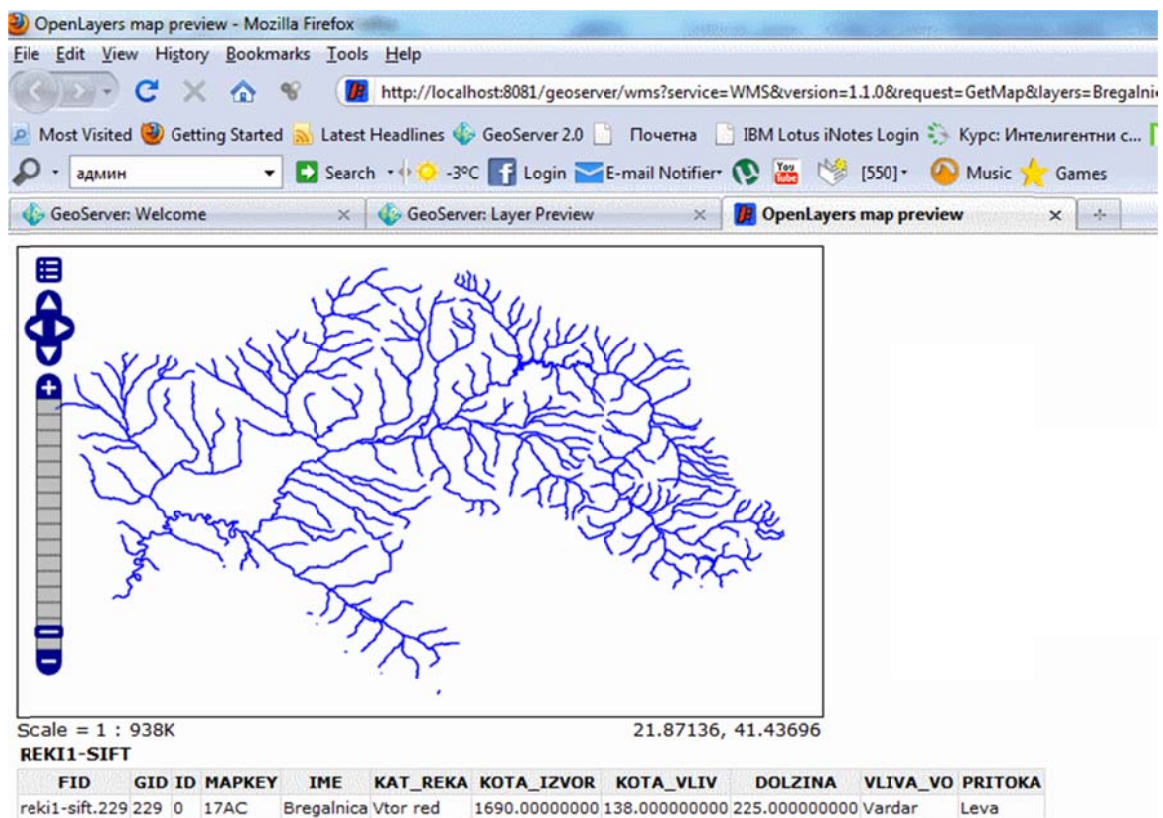 OpenLayers map preview - Mozilla Firefox
File Edit View History Bookmarks Tools Help
http://localhost:8081/geoserver/wms?service=WMS&version=1.1.0&request=GetMap&layers=Bregalni
Most Visited Getting Started Latest Headlines GeoServer 2.0 Почетна IBM Lotus iNotes Login Курс: Интелигентни с...
админ Search -3ºC Login E-mail Notifier You Tube [550] Music Games
GeoServer: Welcome GeoServer: Layer Preview OpenLayers map preview
Scale = 1 : 938K 21.87136, 41.43696
REKI1-SIFT
FID GID ID MAPKEY IME KAT_REKA KOTA_IZVOR KOTA_VLIV DOLZINA VLIVA_VO PRITOKA
reki1-sift.229 229 0 17AC Bregalnica Vtor red 1690.00000000 138.000000000 225.000000000 Vardar Leva